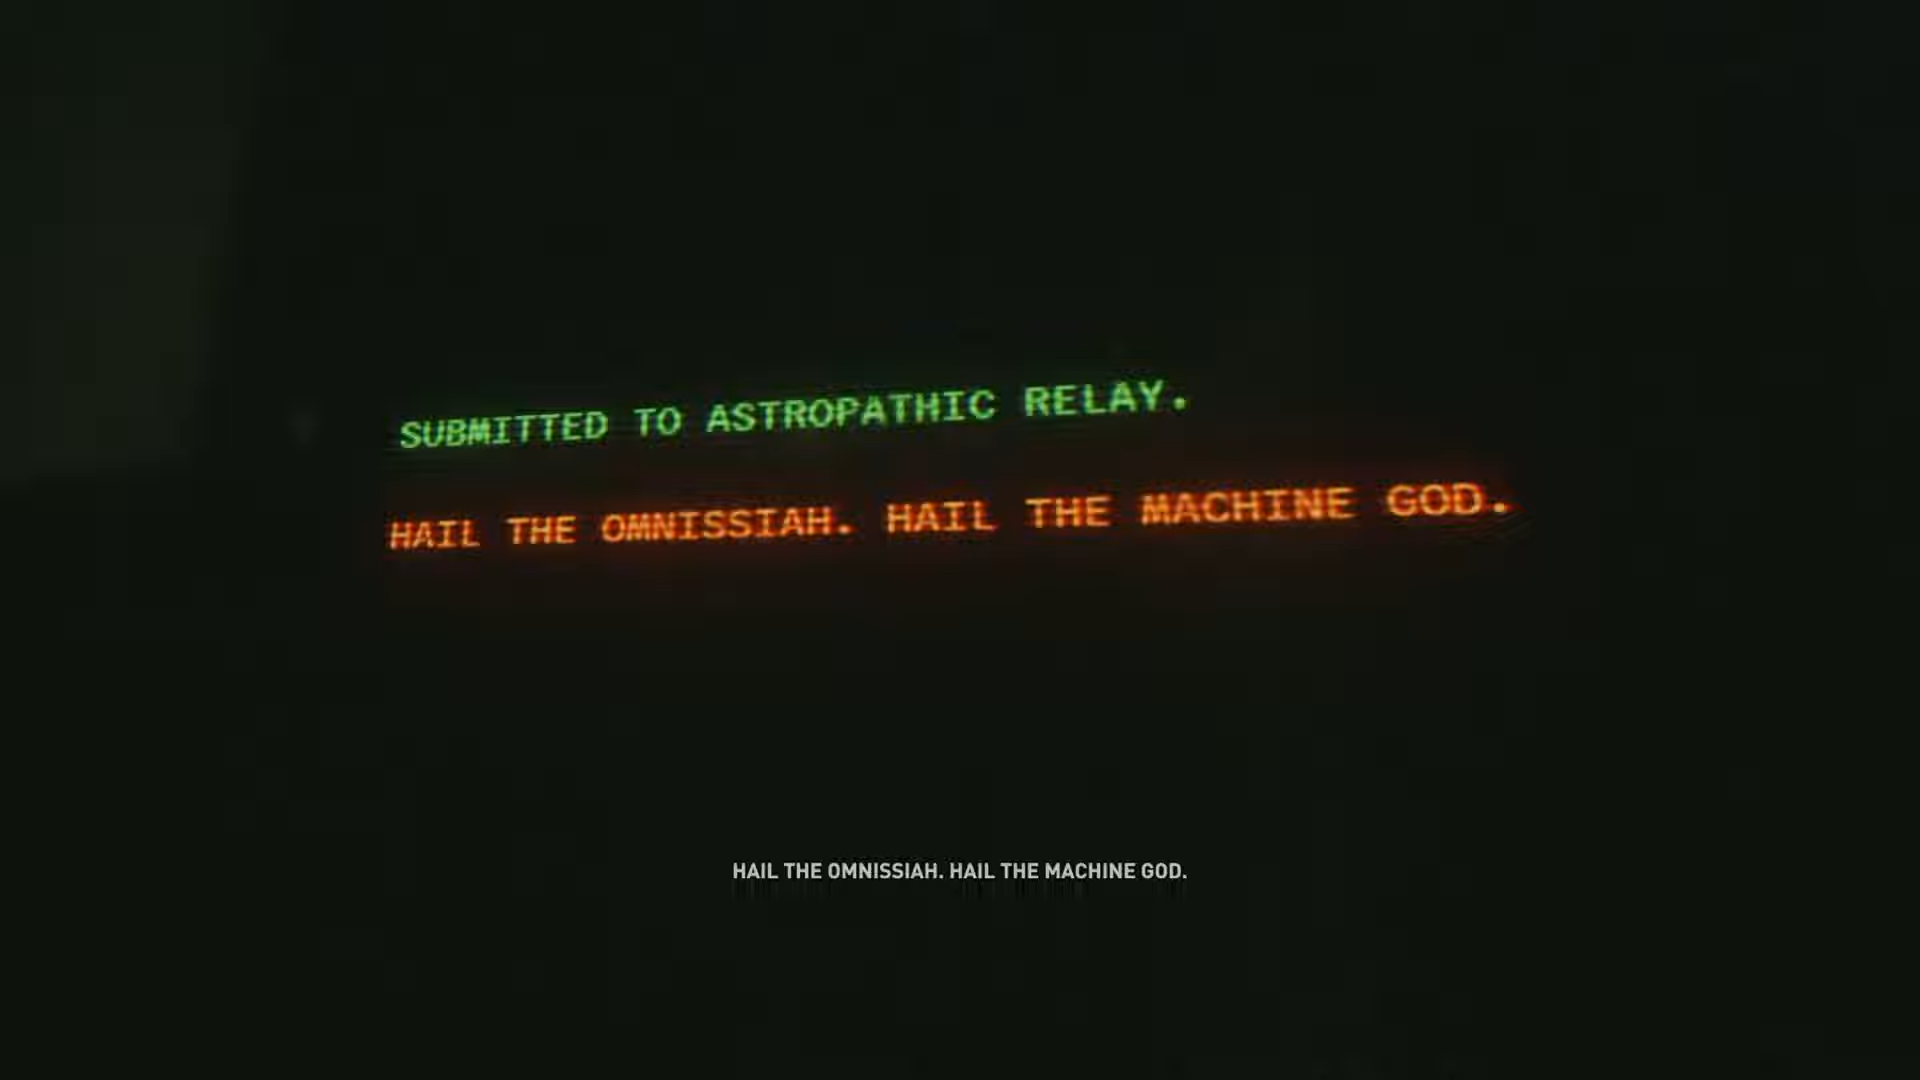 SUBMITTED TO ASTROPATHIC RELAY.
HAIL THE OMNISSIAH. HAIL THE MACHINE GOD.
HAIL THE OMNISSIAH. HAIL THE MACHINE GOD.